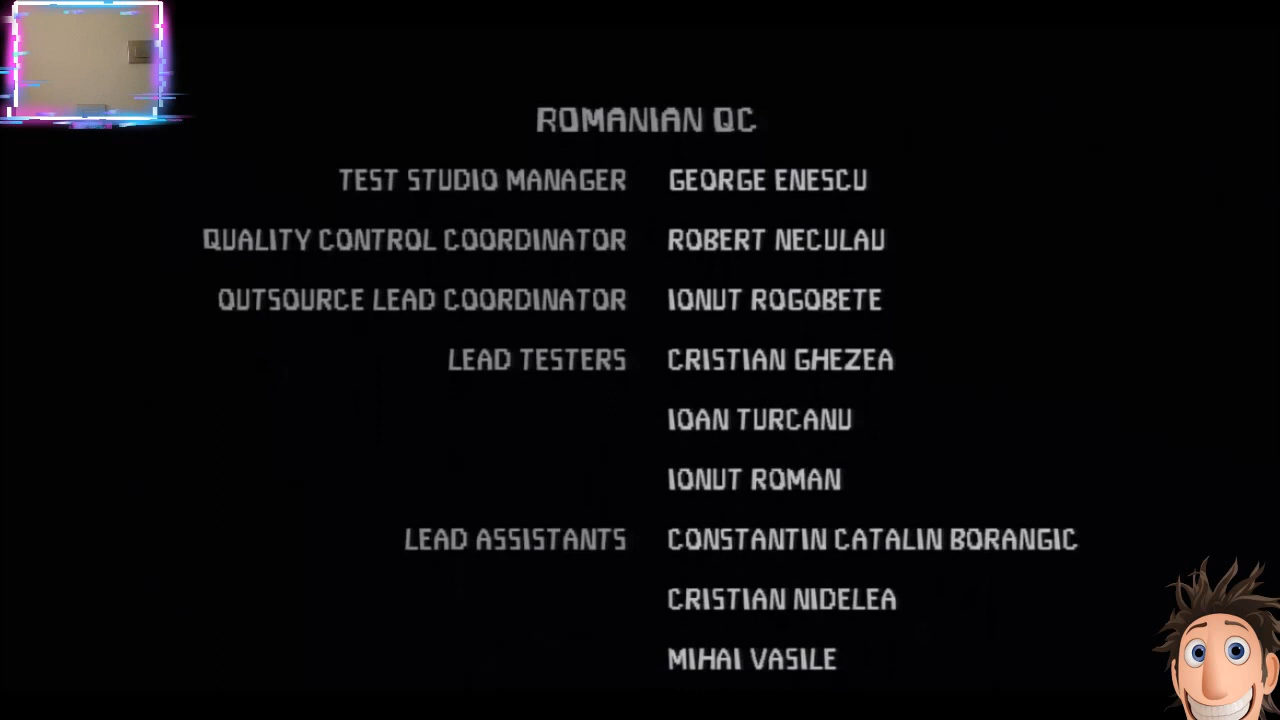 ROMANIAN QC
TEST STUDIO MANAGER GEORGE ENESCU
QUALITY CONTROL COORDINATOR ROBERT NECULAU
OUTSOURCE LEAD COORDINATOR IONUT ROGOBETE
LEAD TESTERS CRISTIAN GHEZEA
IOAN TURCANU
IONUT ROMAN
LEAD ASSISTANTS CONSTANTIN CATALIN BORANGIC
CRISTIAN NIDELEA
MIHAI VASILE